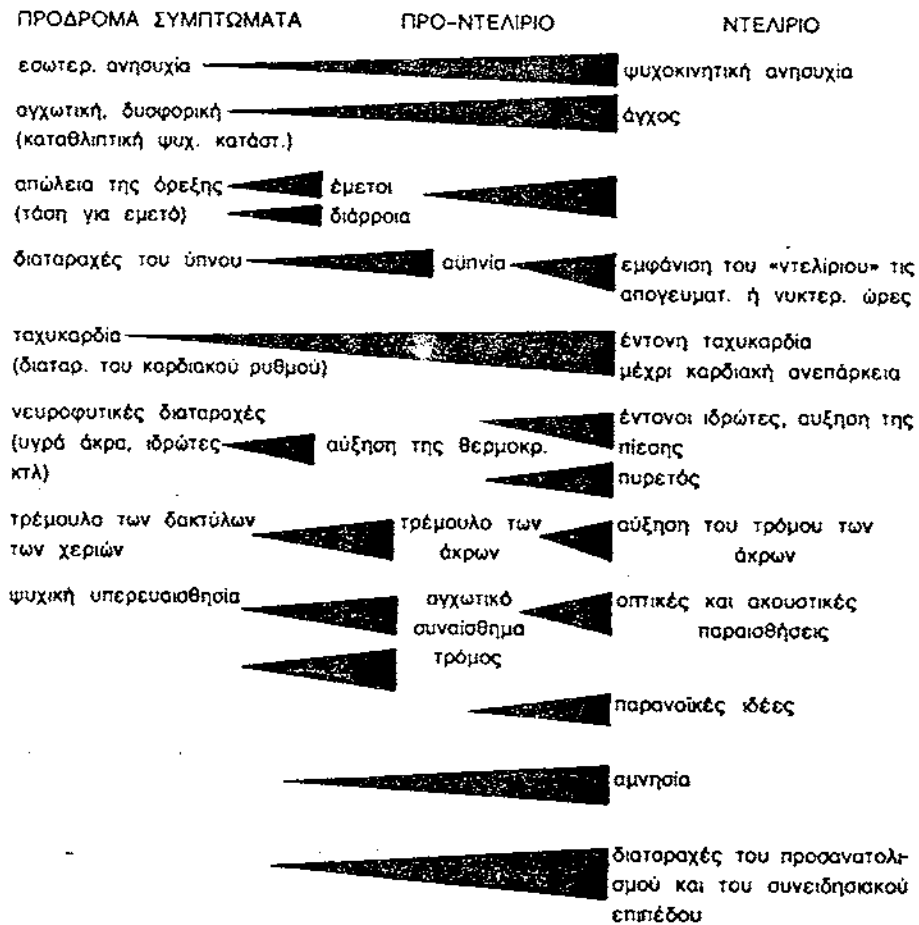 ΠΡΟΔΡΟΜΑ ΣΥΜΠΤΩΜΑΤΑ ΠΡΟ-ΝΤΕΛΙΡΙΟ ΝΤΕΛΙΡΙΟ
εσωτερ. ανησυχία ψυχοκινητική ανησυχία
αγχωτική, δυσφορική άγχος
(καταθλιπτική ψυχ. κατάστ.)
απώλεια της όρεξης έμετοι
(τάση για εμετό) διάρροια
διαταραχές του ύπνου αϋπνία εμφάνιση του «ντελίριου» τις
απογευματ. ή νυκτερ. ώρες
ταχυκαρδία έντονη ταχυκαρδία
(διαταρ. του καρδιακού ρυθμού) μέχρι καρδιακή ανεπάρκεια
νευροφυτικές διαταραχές έντονοι ιδρώτες, αυξηση της
(υγρά άκρα, ιδρώτες αύξηση της θερμοκρ. πίεσης
κτλ) πυρετός
τρέμουλο των δακτύλων τρέμουλο των αύξηση του τρόμου των
των χεριών άκρων άκρων
ψυχική υπερευαισθησία αγχωτικό οπτικές και ακουστικές
συναίσθημα παραισθήσεις
τρόμος
παρανοϊκές ιδέες
αμνησία
διαταραχές του προσανατολι-
σμού και του συνειδησιακού
επιπέδου